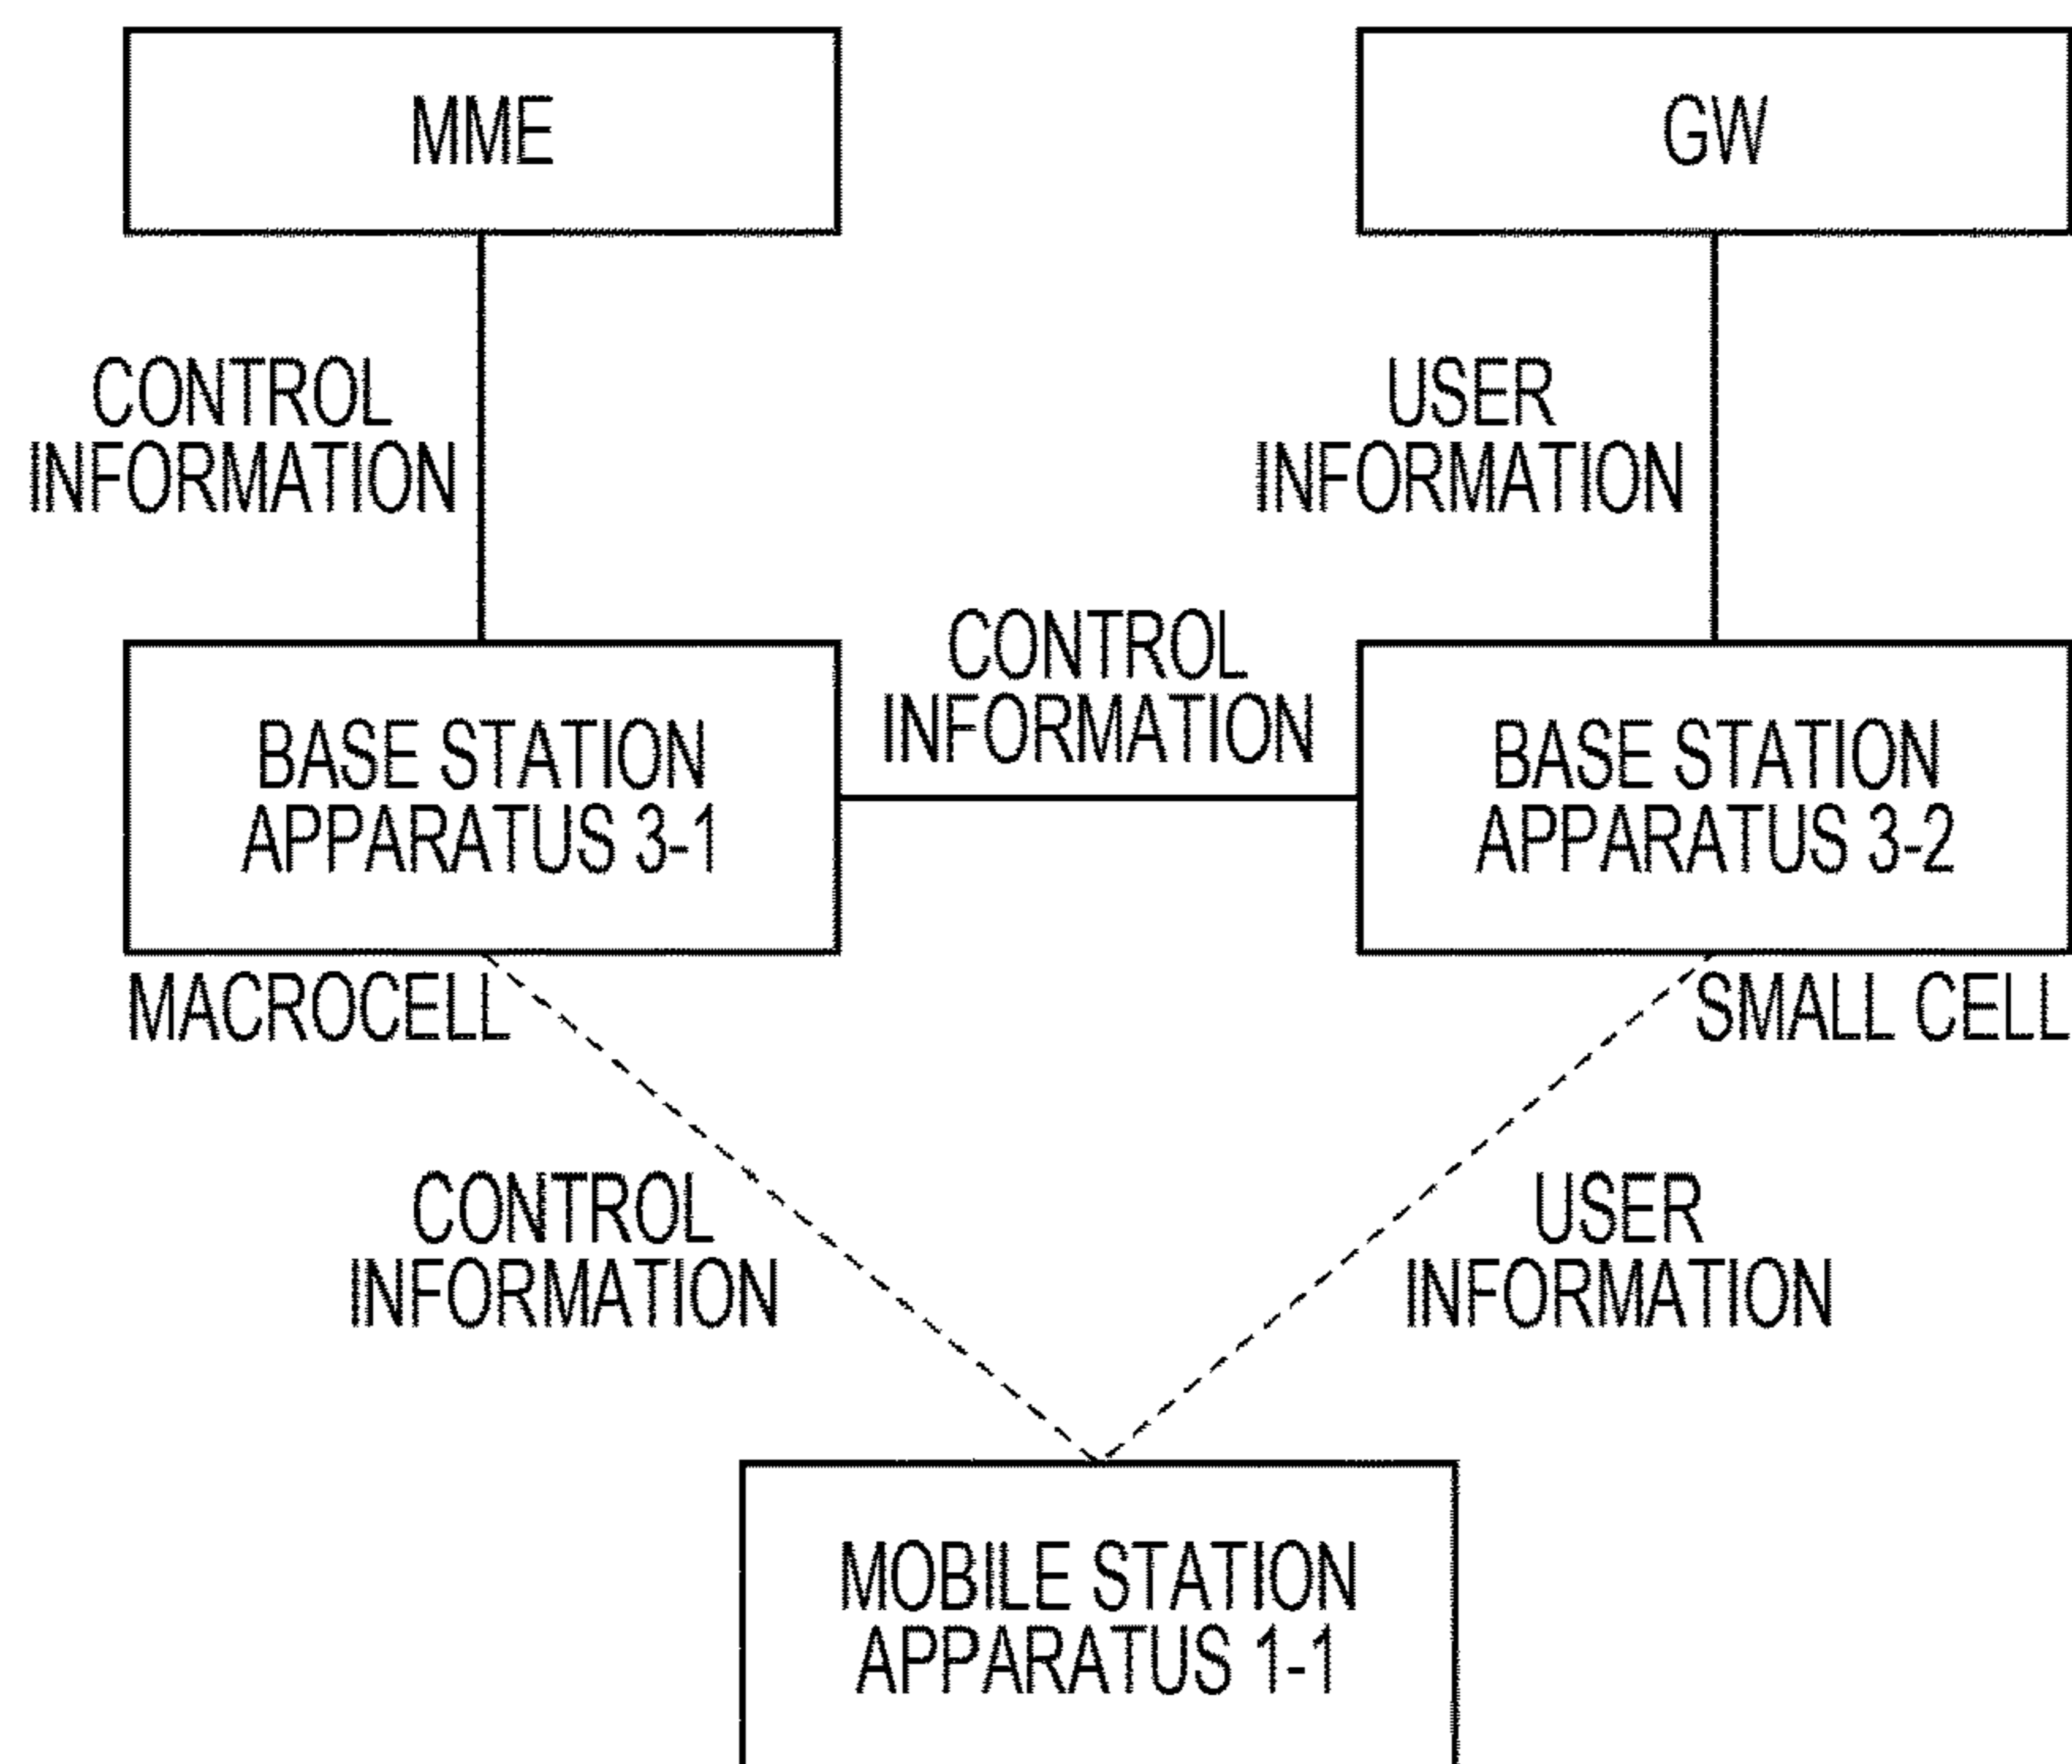 MME
GW
CONTROL
INFORMATION
USER
INFORMATION
CONTROL
INFORMATION
BASE STATION
APPARATUS 3-1
BASE STATION
APPARATUS 3-2
MACROCELL
SMALL CELL
CONTROL
INFORMATION
USER
INFORMATION
MOBILE STATION
APPARATUS 1-1